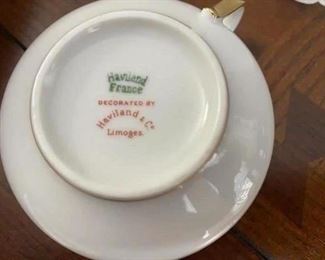 Haviland
France
DECORATED BY
Haviland & Co
Limoges.